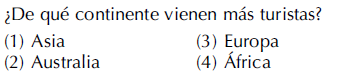 ¿De qué continente vienen más turistas?
(1) Asia (3) Europa
(2) Australia (4) África